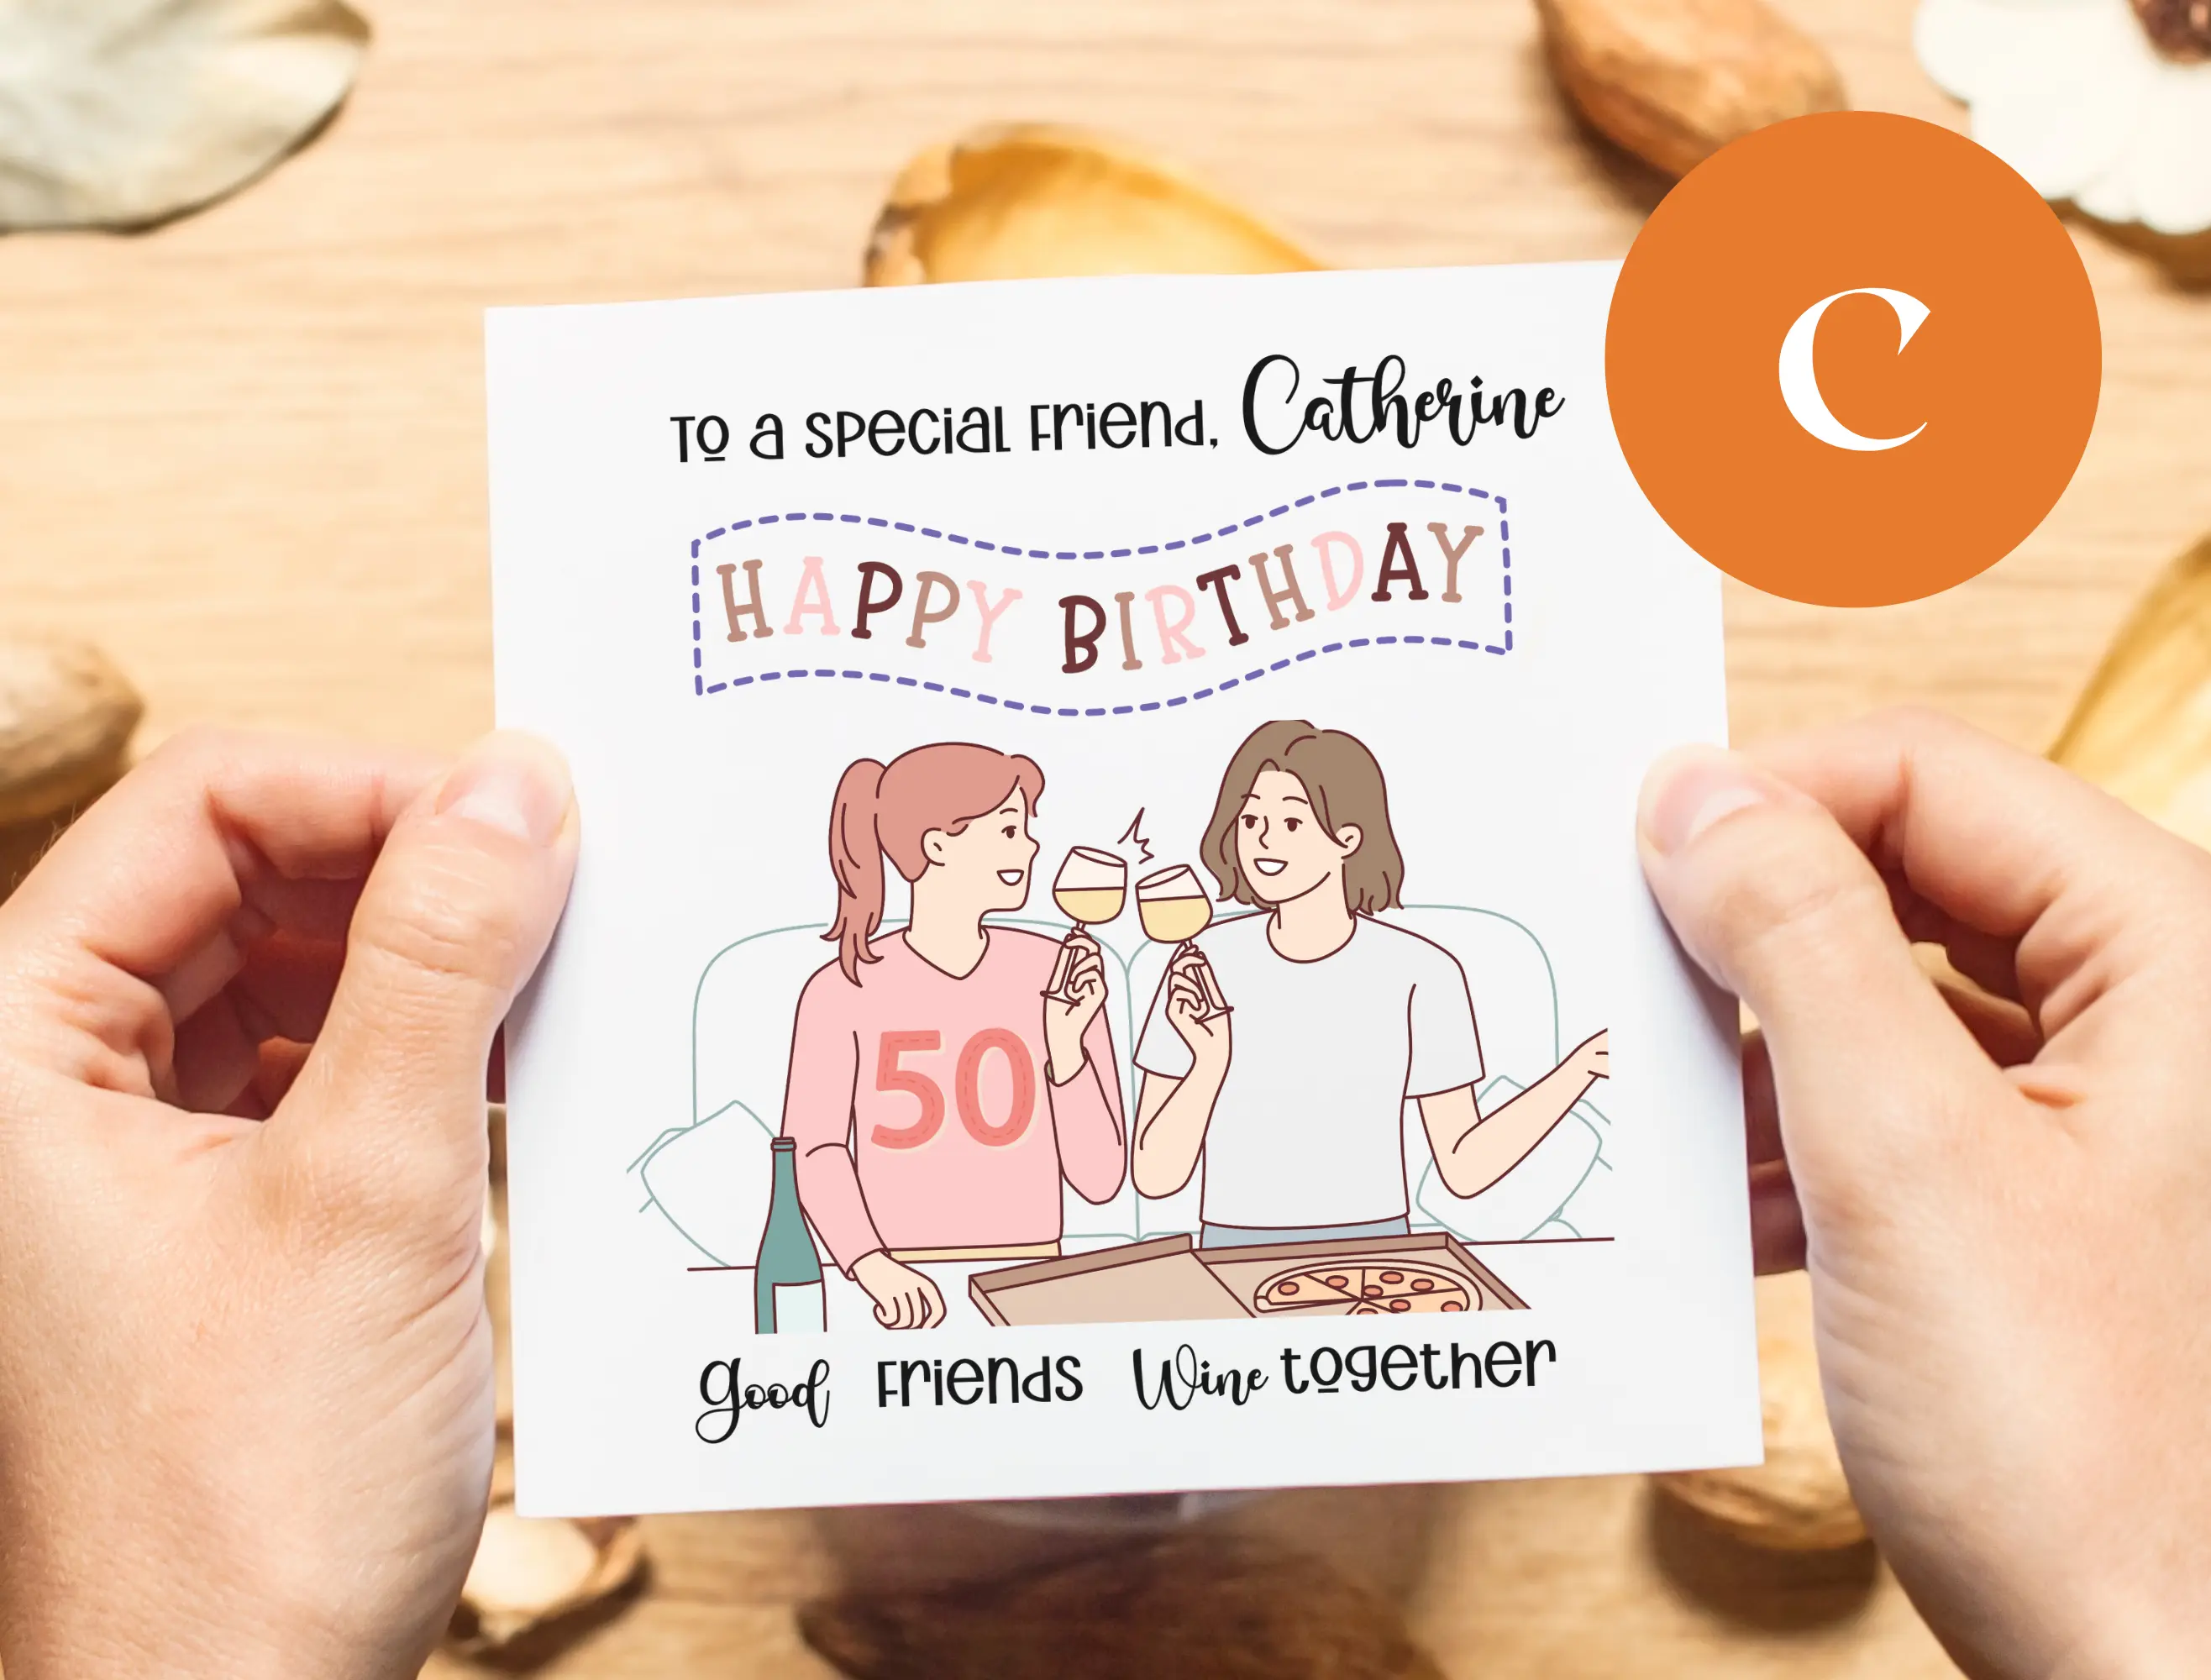 To a special friend, Catherine
C
HAPPY BIRTHDAY
50
good friends Wine together